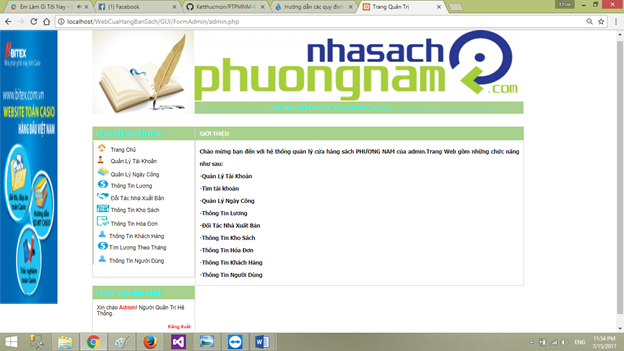 Em Làm Gì Tối Nay -
(1) Facebook
Ketthucmon/PTPMNM-
Hướng dẫn các quy định
Trang Quản Trị
localhost/WebCuaHangBanSach/GUI/FormAdmin/admin.php
BITEX
www.bitex.com.vn
WEBSITE TOÁN CASIO
HÀNG ĐẦU VIỆT NAM
nhasach
phuongnam
.com
GIỚI THIỆU
Trang Chủ
Quản Lý Tài Khoản
Quản Lý Ngày Công
Thông Tin Lương
Đối Tác Nhà Xuất Bản
Thông Tin Kho Sách
Thông Tin Hóa Đơn
Thông Tin Khách Hàng
Tìm Lương Theo Tháng
Thông Tin Người Dùng
Chào mừng bạn đến với hệ thống quản lý cửa hàng sách PHƯƠNG NAM của admin.Trang Web gồm những chức năng
như sau:
-Quản Lý Tài Khoản
-Tìm tài khoản
-Quản Lý Ngày Công
-Thông Tin Lương
-Đối Tác Nhà Xuất Bản
-Thông Tin Kho Sách
-Thông Tin Hóa Đơn
-Thông Tin Khách Hàng
-Thông Tin Người Dùng
Xin chào Admin! Người Quản Trị Hệ
Thống.
Đăng Xuất
ENG
11:54 PM
7/15/2017